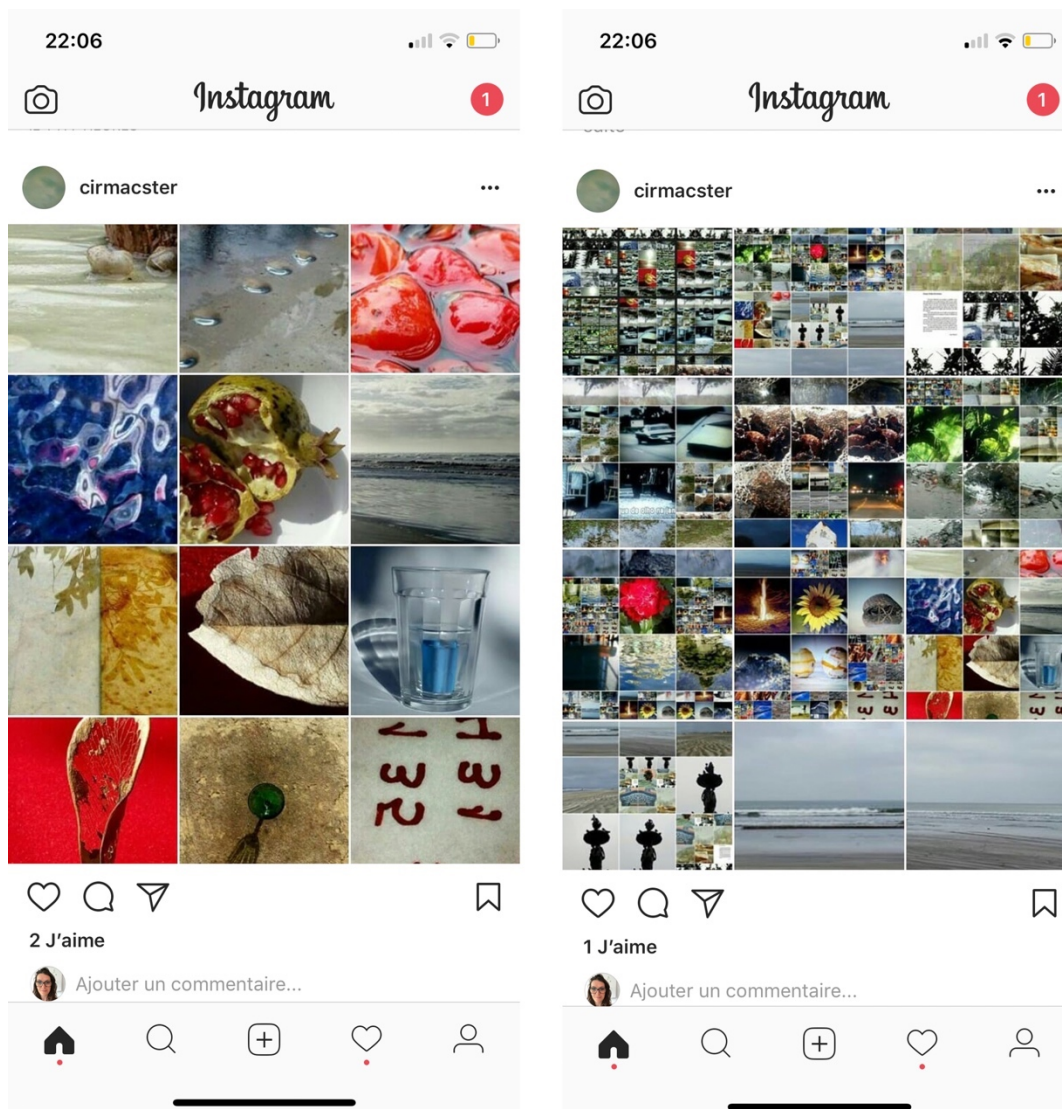 22:06
Instagram
1
cirmacster
2 J'aime
Ajouter un commentaire...
22:06
Instagram
1
cirmacster
1 J'aime
Ajouter un commentaire...